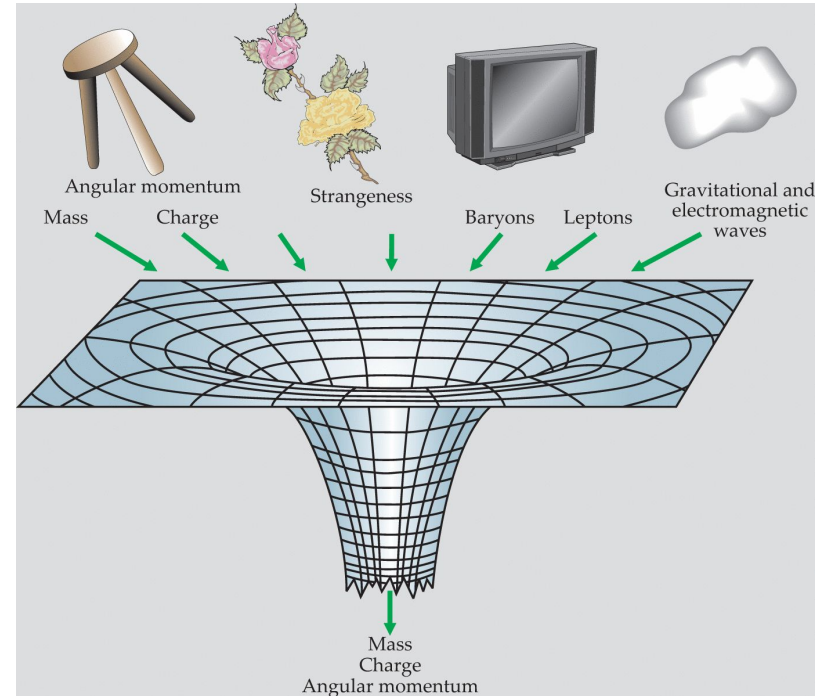 Angular momentum
Strangeness
Gravitational and
electromagnetic
waves
Mass
Charge
Baryons
Leptons
Mass
Charge
Angular momentum